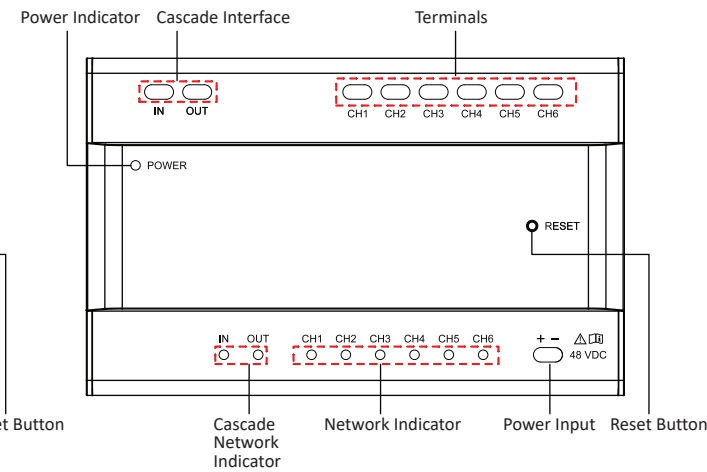 Power Indicator Cascade Interface Terminals
IN OUT
CH1 CH2 CH3 CH4 CH5 CH6
POWER
RESET
IN OUT CH1 CH2 CH3 CH4 CH5 CH6 + −
48 VDC
et Button
Cascade
Network
Indicator
Network Indicator
Power Input
Reset Button